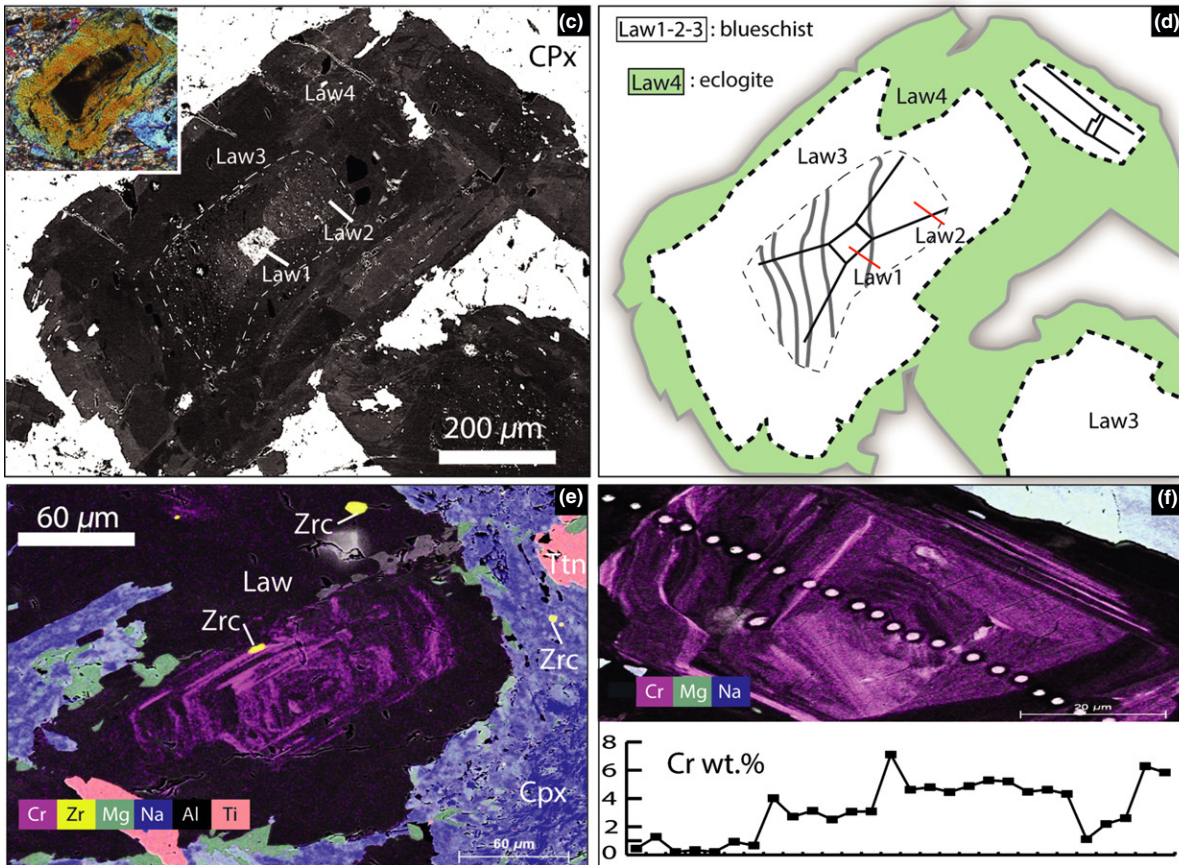 (c)
CPx
Law4
Law3
Law2
Law1
200 µm
(d)
Law1-2-3 : blueschist
Law4 : eclogite
Law4
Law3
Law2
Law1
Law3
(e)
60 µm
Zrc
Ttn
Law
Zrc
Zrc
Cpx
Cr Zr Mg Na Al Ti
60 µm
(f)
Cr Mg Na
20 µm
8
6
4
2
0
Cr wt.%